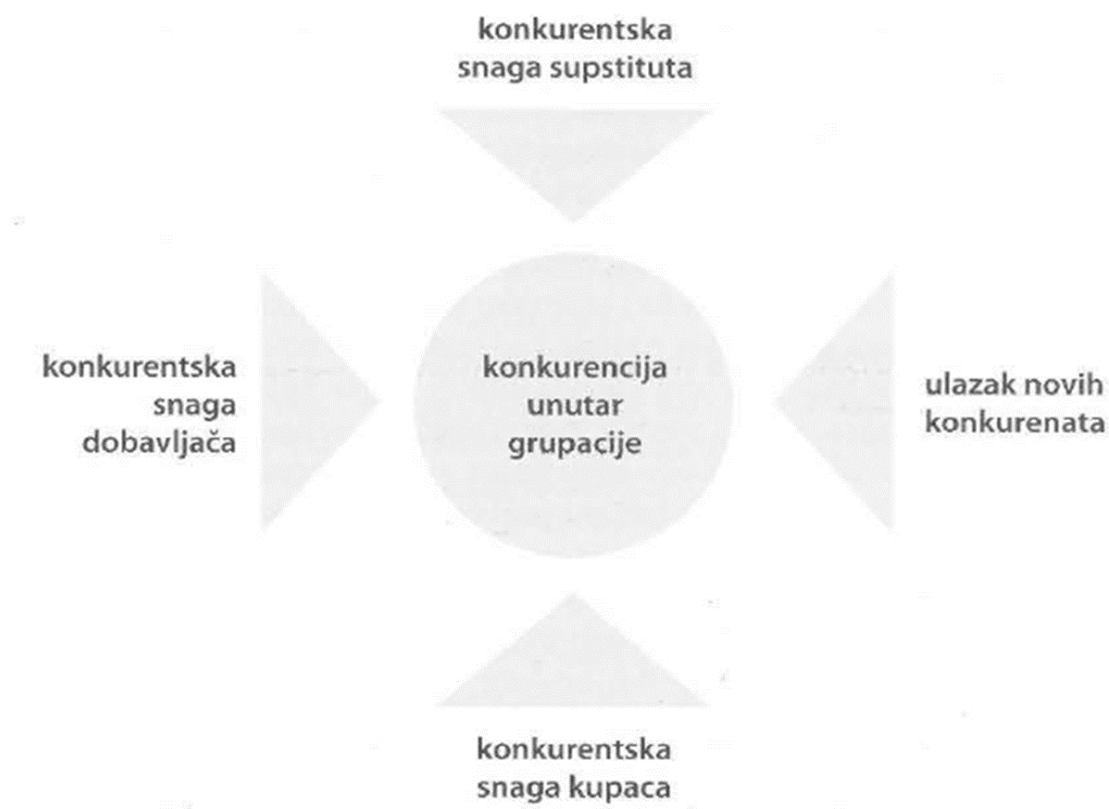 konkurentska
snaga supstituta
konkurentska
snaga
dobavljača
konkurencija
unutar
grupacije
ulazak novih
konkurenata
konkurentska
snaga kupaca